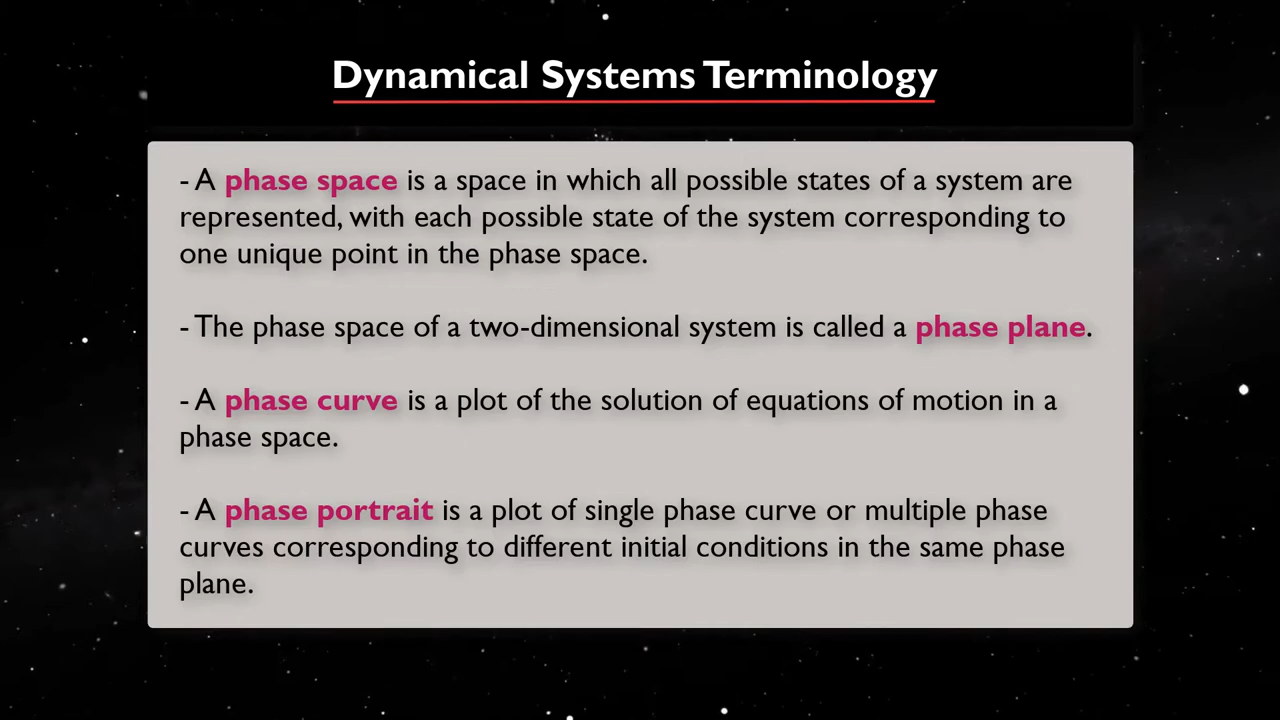 Dynamical Systems Terminology
- A phase space is a space in which all possible states of a system are
represented, with each possible state of the system corresponding to
one unique point in the phase space.
- The phase space of a two-dimensional system is called a phase plane.
- A phase curve is a plot of the solution of equations of motion in a
phase space.
- A phase portrait is a plot of single phase curve or multiple phase
curves corresponding to different initial conditions in the same phase
plane.